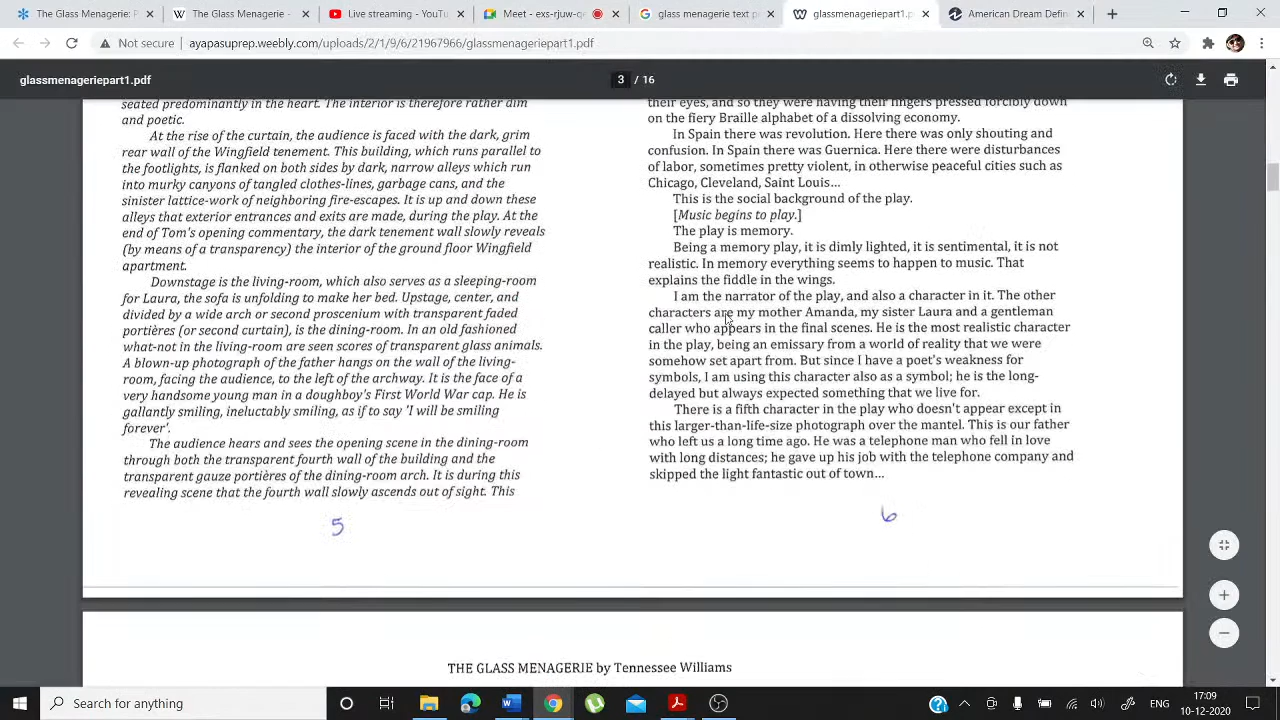 The Glass Menagerie
W The Glass Menagerie -
Live streaming - YouTu
Meet - exs-rjuw-qe
glass menagerie text p
W glassmenageriepart1.p
American Dream Defin
Not secure
ayapasuprep.weebly.com/uploads/2/1/9/6/21967966/glassmenageriepart1.pdf
glassmenageriepart1.pdf
3 / 16
seated predominantly in the heart. The interior is therefore rather dim
and poetic.
At the rise of the curtain, the audience is faced with the dark, grim
rear wall of the Wingfield tenement. This building, which runs parallel to
the footlights, is flanked on both sides by dark, narrow alleys which run
into murky canyons of tangled clothes-lines, garbage cans, and the
sinister lattice-work of neighboring fire-escapes. It is up and down these
alleys that exterior entrances and exits are made, during the play. At the
end of Tom's opening commentary, the dark tenement wall slowly reveals
(by means of a transparency) the interior of the ground floor Wingfield
apartment.
Downstage is the living-room, which also serves as a sleeping-room
for Laura, the sofa is unfolding to make her bed. Upstage, center, and
divided by a wide arch or second proscenium with transparent faded
portières (or second curtain), is the dining-room. In an old fashioned
what-not in the living-room are seen scores of transparent glass animals.
A blown-up photograph of the father hangs on the wall of the living-
room, facing the audience, to the left of the archway. It is the face of a
very handsome young man in a doughboy's First World War cap. He is
gallantly smiling, ineluctably smiling, as if to say 'I will be smiling
forever'.
The audience hears and sees the opening scene in the dining-room
through both the transparent fourth wall of the building and the
transparent gauze portières of the dining-room arch. It is during this
revealing scene that the fourth wall slowly ascends out of sight. This
5
their eyes, and so they were having their fingers pressed forcibly down
on the fiery Braille alphabet of a dissolving economy.
In Spain there was revolution. Here there was only shouting and
confusion. In Spain there was Guernica. Here there were disturbances
of labor, sometimes pretty violent, in otherwise peaceful cities such as
Chicago, Cleveland, Saint Louis...
This is the social background of the play.
[Music begins to play.]
The play is memory.
Being a memory play, it is dimly lighted, it is sentimental, it is not
realistic. In memory everything seems to happen to music. That
explains the fiddle in the wings.
I am the narrator of the play, and also a character in it. The other
characters are my mother Amanda, my sister Laura and a gentleman
caller who appears in the final scenes. He is the most realistic character
in the play, being an emissary from a world of reality that we were
somehow set apart from. But since I have a poet's weakness for
symbols, I am using this character also as a symbol; he is the long-
delayed but always expected something that we live for.
There is a fifth character in the play who doesn't appear except in
this larger-than-life-size photograph over the mantel. This is our father
who left us a long time ago. He was a telephone man who fell in love
with long distances; he gave up his job with the telephone company and
skipped the light fantastic out of town...
6
THE GLASS MENAGERIE by Tennessee Williams
Type here to search
ENG
17:09
10-12-2020